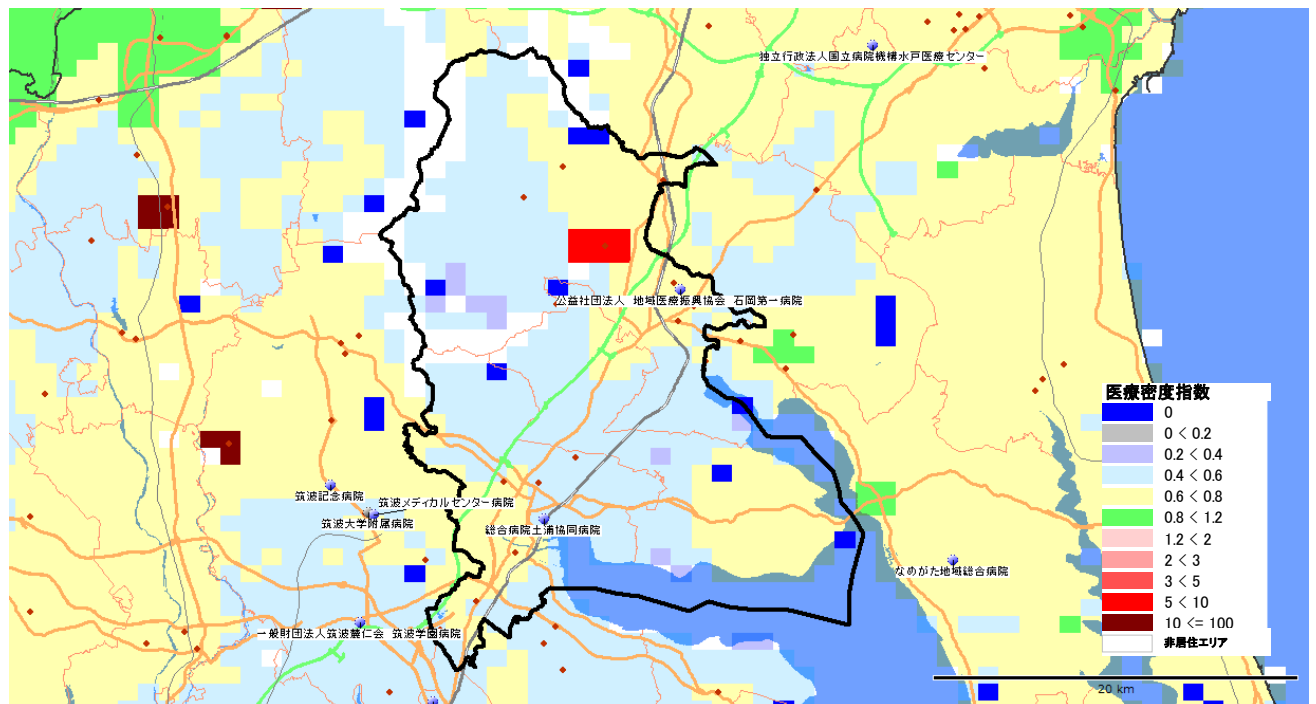 独立行政法人国立病院機構水戸医療センター
公益社団法人 地域医療振興協会 石岡第一病院
筑波記念病院
筑波メディカルセンター病院
筑波大学附属病院
総合病院土浦協同病院
なめがた地域総合病院
一般財団法人筑波麓仁会 筑波学園病院
医療密度指数
0
0 < 0.2
0.2 < 0.4
0.4 < 0.6
0.6 < 0.8
0.8 < 1.2
1.2 < 2
2 < 3
3 < 5
5 < 10
10 <= 100
非居住エリア
20 km